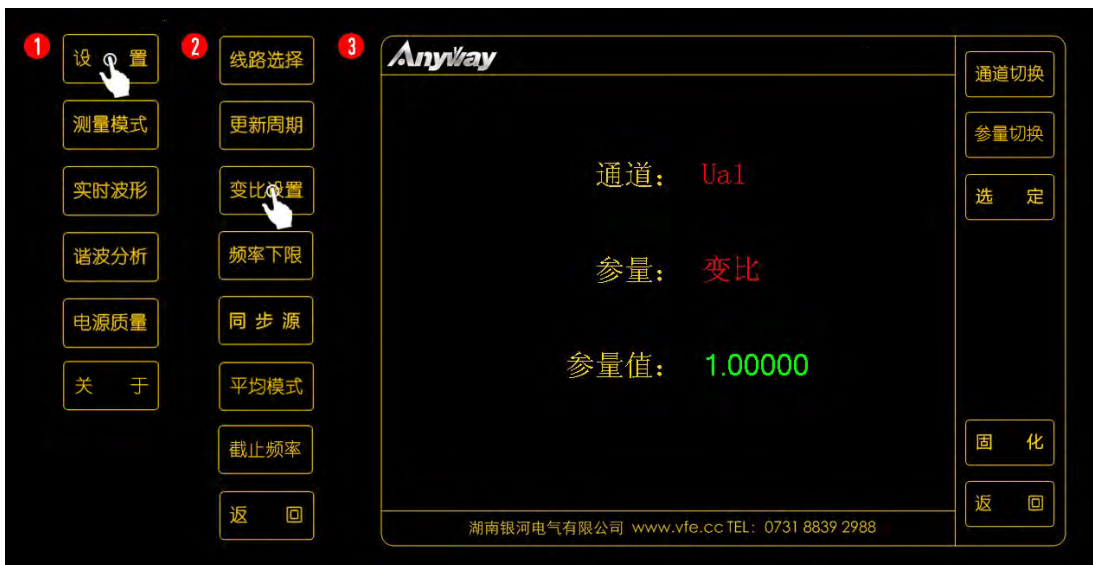 1
设 置
测量模式
实时波形
谐波分析
电源质量
关 于
2
线路选择
更新周期
变比设置
频率下限
同 步 源
平均模式
截止频率
返 回
3
Anyway
通道： Ua1
参量： 变比
参量值： 1.00000
湖南银河电气有限公司 www.vfe.cc TEL： 0731 8839 2988
通道切换
参量切换
选 定
固 化
返 回